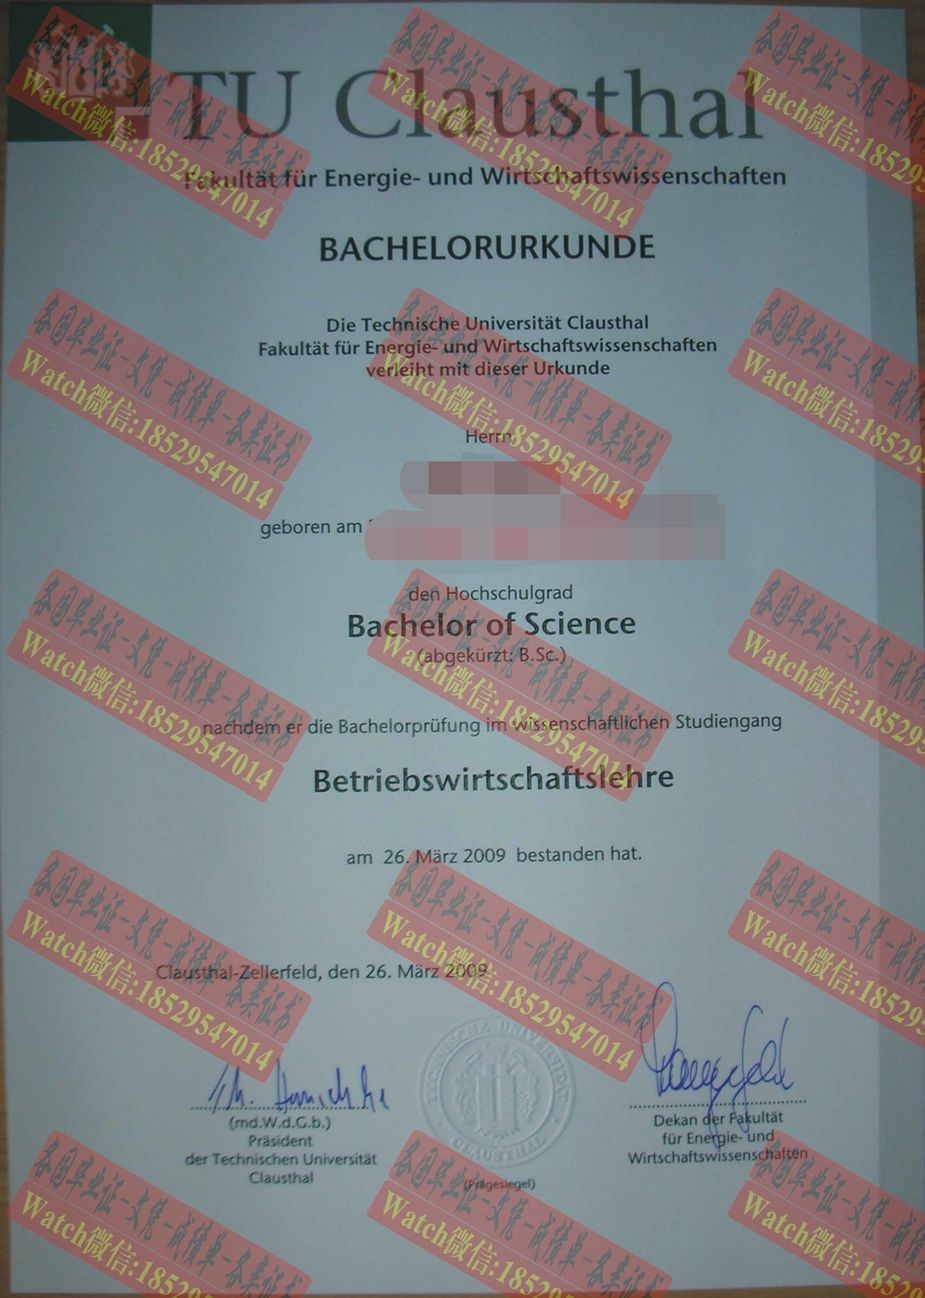 TU Clausthal
Fakultät für Energie- und Wirtschaftswissenschaften
BACHELORURKUNDE
Die Technische Universität Clausthal
Fakultät für Energie- und Wirtschaftswissenschaften
verleiht mit dieser Urkunde
Herrn
geboren am
den Hochschulgrad
Bachelor of Science
(abgekürzt: B.Sc.)
nachdem er die Bachelorprüfung im wissenschaftlichen Studiengang
Betriebswirtschaftslehre
am 26. März 2009 bestanden hat.
Clausthal-Zellerfeld, den 26. März 2009
(md.W.d.G.b.)
Präsident
der Technischen Universität
Clausthal
TECHNISCHE UNIVERSITÄT
CLAUSTHAL
(Prägesiegel)
Dekan der Fakultät
für Energie- und
Wirtschaftswissenschaften
各国毕业证-文凭-成绩单-各类证书
Watch微信:18529547014